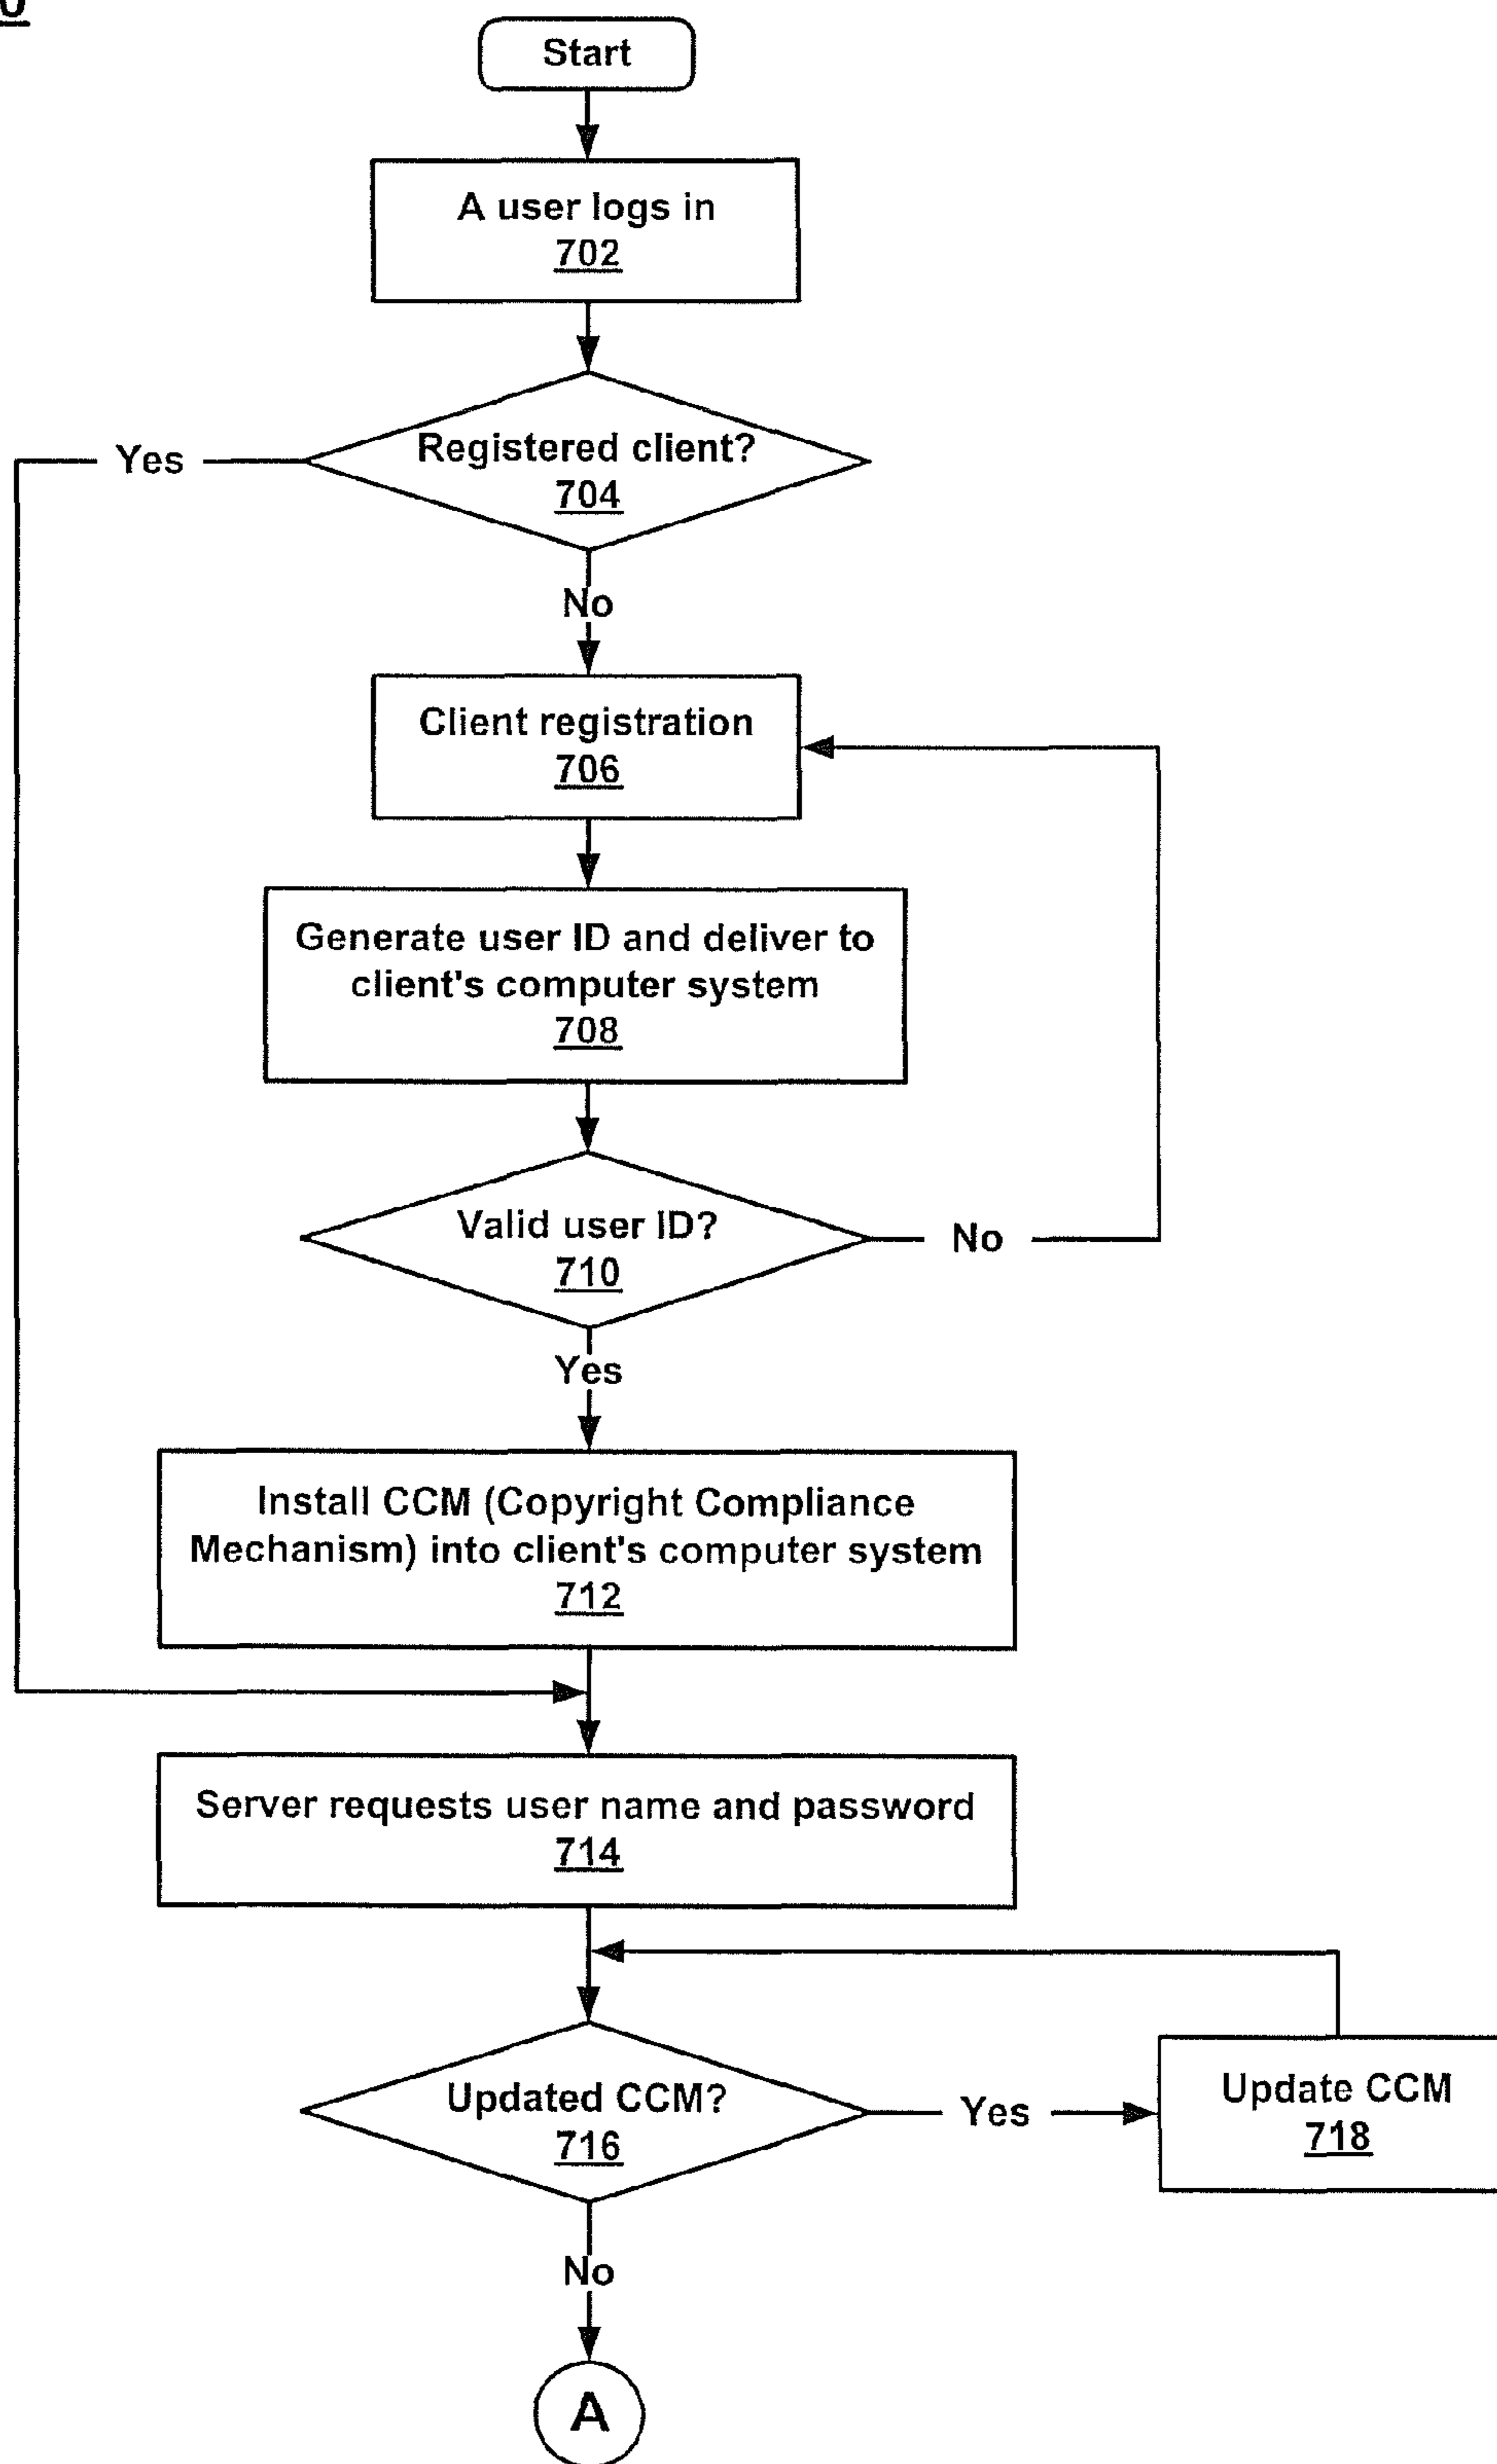 Start
A user logs in
702
Registered client?
704
Yes
No
Client registration
706
Generate user ID and deliver to
client's computer system
708
Valid user ID?
710
No
Yes
Install CCM (Copyright Compliance
Mechanism) into client's computer system
712
Server requests user name and password
714
Updated CCM?
716
Yes
Update CCM
718
No
A